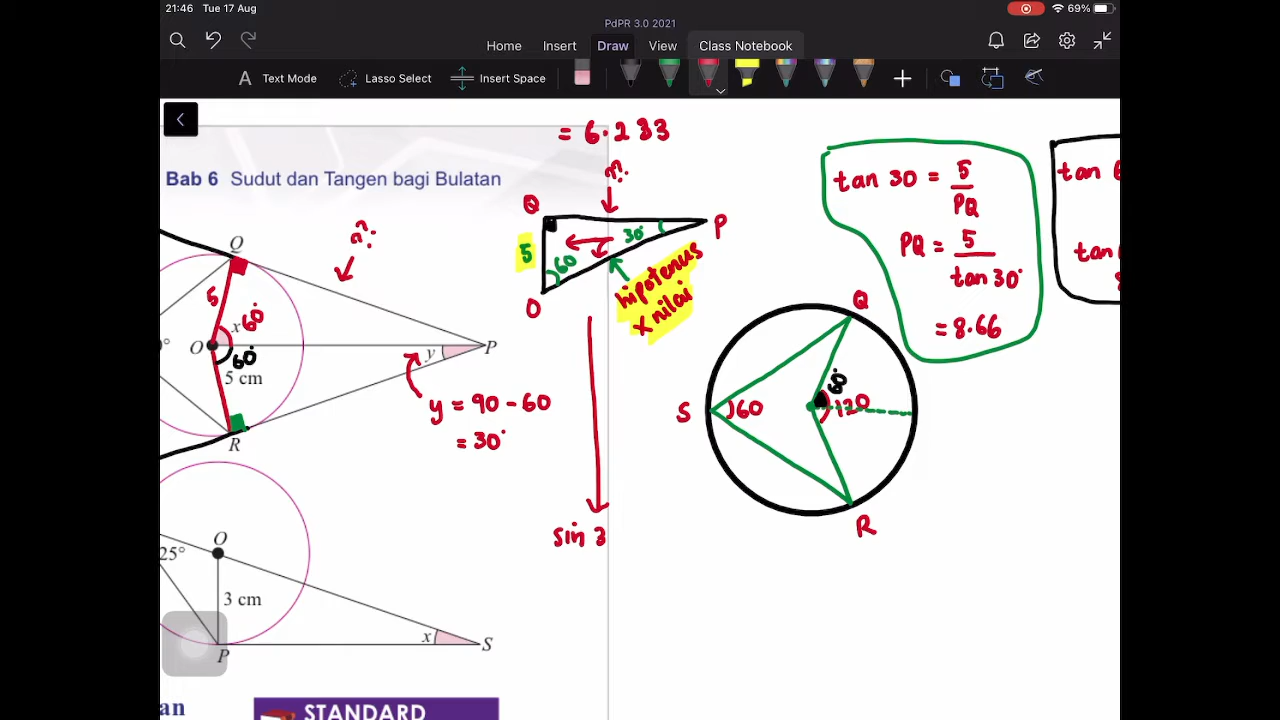 21:46 Tue 17 Aug
69%
PdPR 3.0 2021
Home Insert Draw View Class Notebook
A Text Mode Lasso Select Insert Space
= 6.283
Bab 6 Sudut dan Tangen bagi Bulatan
??
Q
P
5
30°
60°
O
hipotenus
x nilai
tan 30 = 5/PQ
PQ = 5/tan 30°
= 8.66
tan
tan
Q
??
5
x 60°
O
60°
5 cm
y
P
R
y = 90 - 60
= 30°
Q
60°
S
60
120
R
sin 3
O
25°
3 cm
x
S
P
an
STANDARD